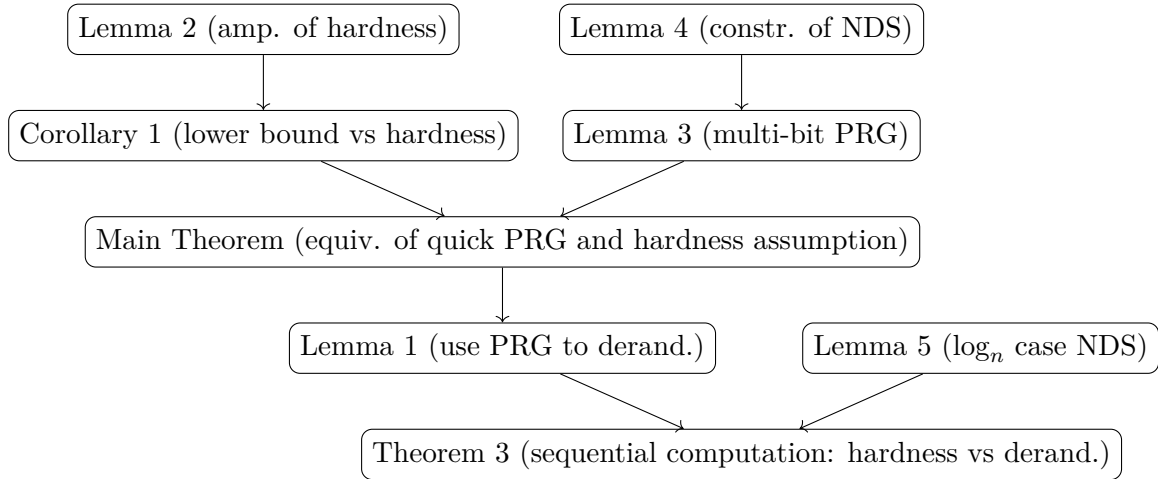 Lemma 2 (amp. of hardness)
Lemma 4 (constr. of NDS)
Corollary 1 (lower bound vs hardness)
Lemma 3 (multi-bit PRG)
Main Theorem (equiv. of quick PRG and hardness assumption)
Lemma 1 (use PRG to derand.)
Lemma 5 (logₙ case NDS)
Theorem 3 (sequential computation: hardness vs derand.)